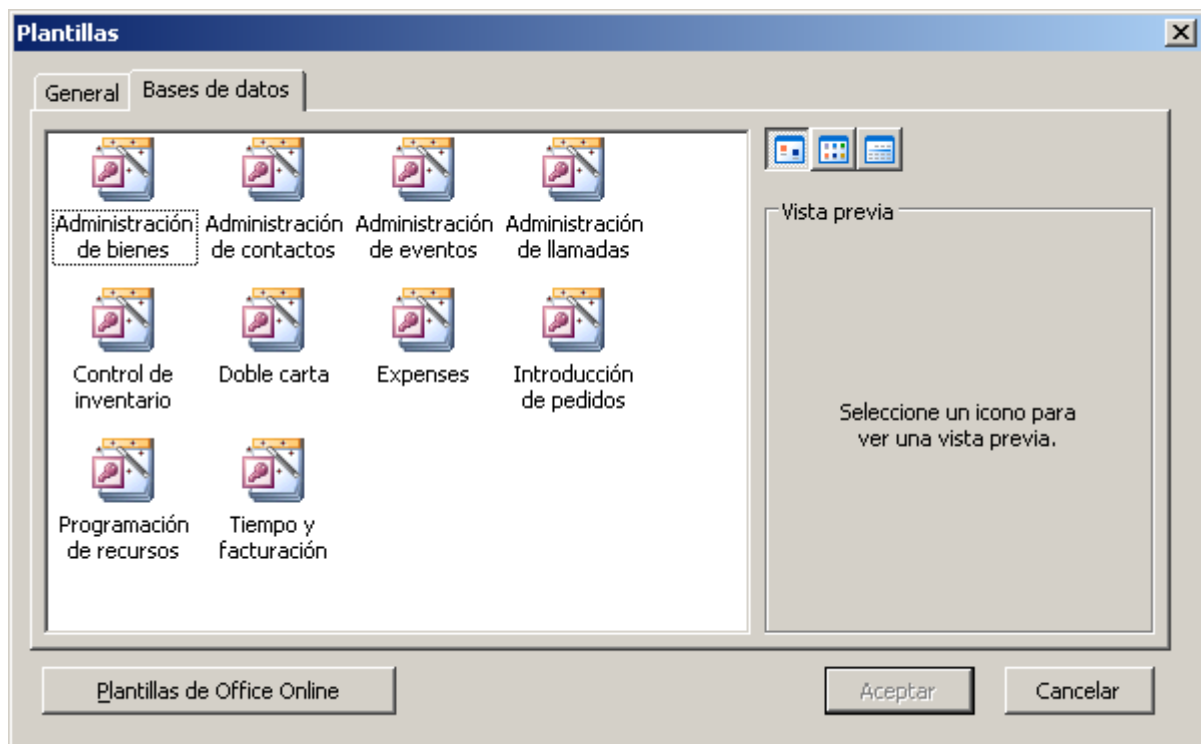 Plantillas
General Bases de datos
Administración Administración Administración Administración
de bienes de contactos de eventos de llamadas
Control de Doble carta Expenses Introducción
inventario de pedidos
Programación Tiempo y
de recursos facturación
Vista previa
Seleccione un icono para
ver una vista previa.
Plantillas de Office Online Aceptar Cancelar